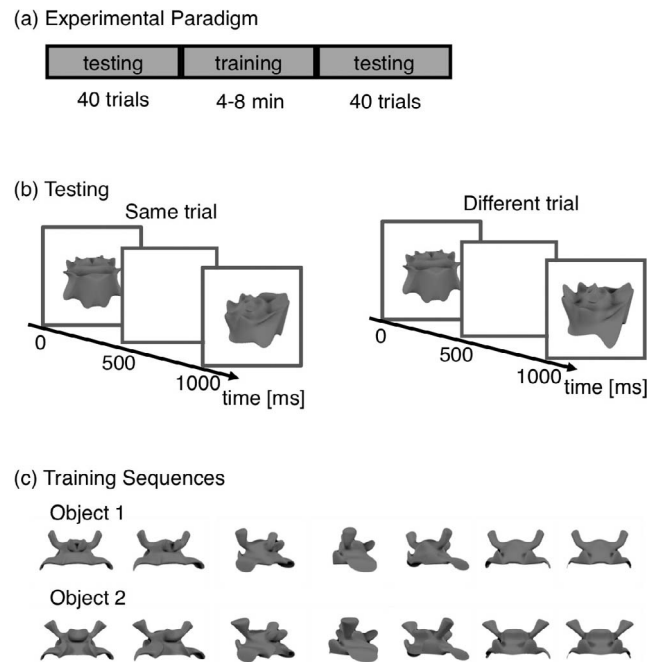 (a) Experimental Paradigm
testing training testing
40 trials 4-8 min 40 trials
(b) Testing
Same trial Different trial
0 500 1000 time [ms]
0 500 1000 time [ms]
(c) Training Sequences
Object 1
Object 2